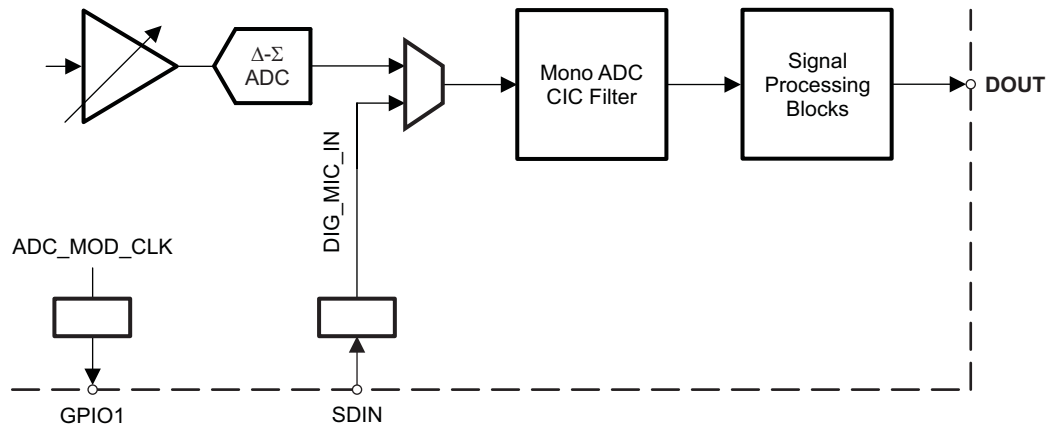 Δ-Σ
ADC
Mono ADC
CIC Filter
Signal
Processing
Blocks
DOUT
DIG_MIC_IN
ADC_MOD_CLK
GPIO1
SDIN